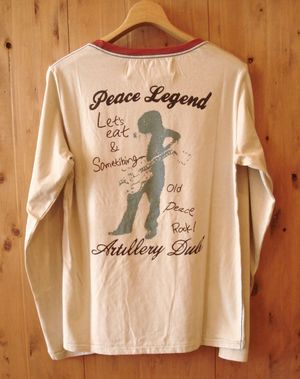 Peace Legend
Let's
eat
&
Something
Old
Peace
Rock!
Artillery Dub